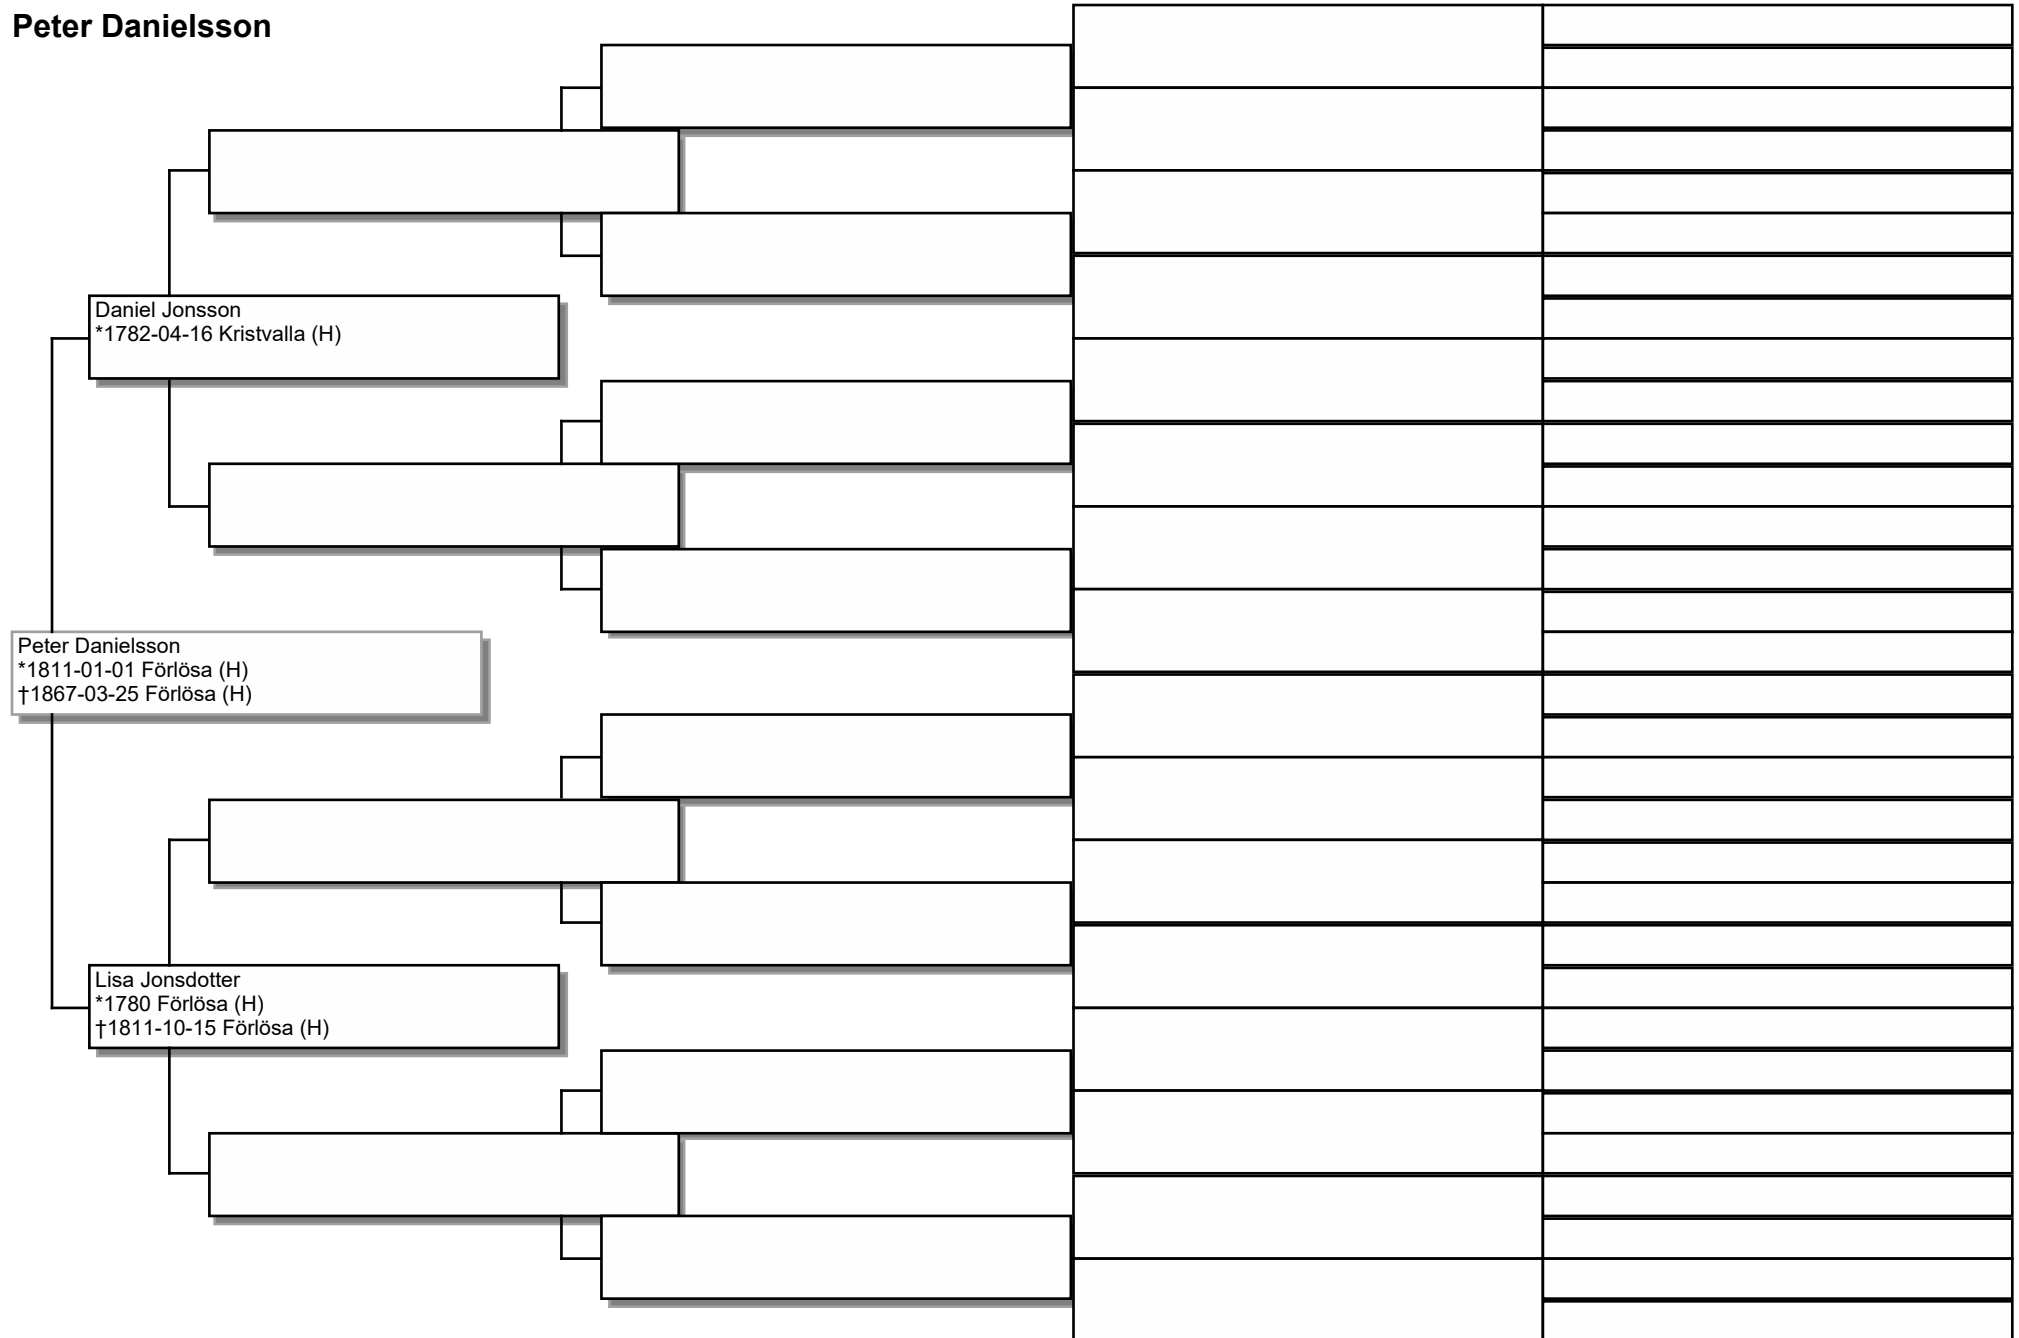 Peter Danielsson
Daniel Jonsson
*1782-04-16 Kristvalla (H)
Peter Danielsson
*1811-01-01 Förlösa (H)
†1867-03-25 Förlösa (H)
Lisa Jonsdotter
*1780 Förlösa (H)
†1811-10-15 Förlösa (H)